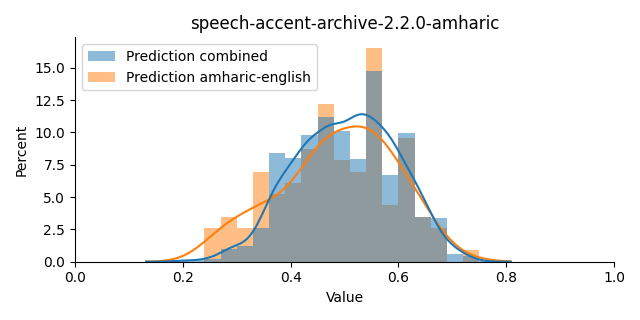 speech-accent-archive-2.2.0-amharic
Prediction combined
Prediction amharic-english
Percent
15.0
12.5
10.0
7.5
5.0
2.5
0.0
0.0 0.2 0.4 0.6 0.8 1.0
Value